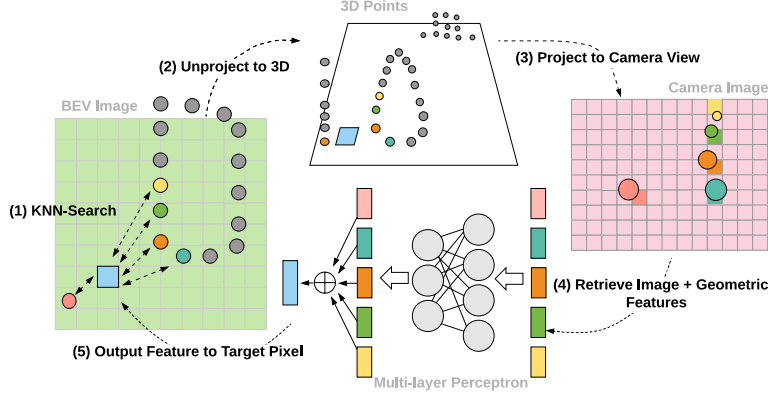 3D Points
(2) Unproject to 3D
(3) Project to Camera View
BEV Image
Camera Image
(1) KNN-Search
(4) Retrieve Image + Geometric
Features
(5) Output Feature to Target Pixel
Multi-layer Perceptron